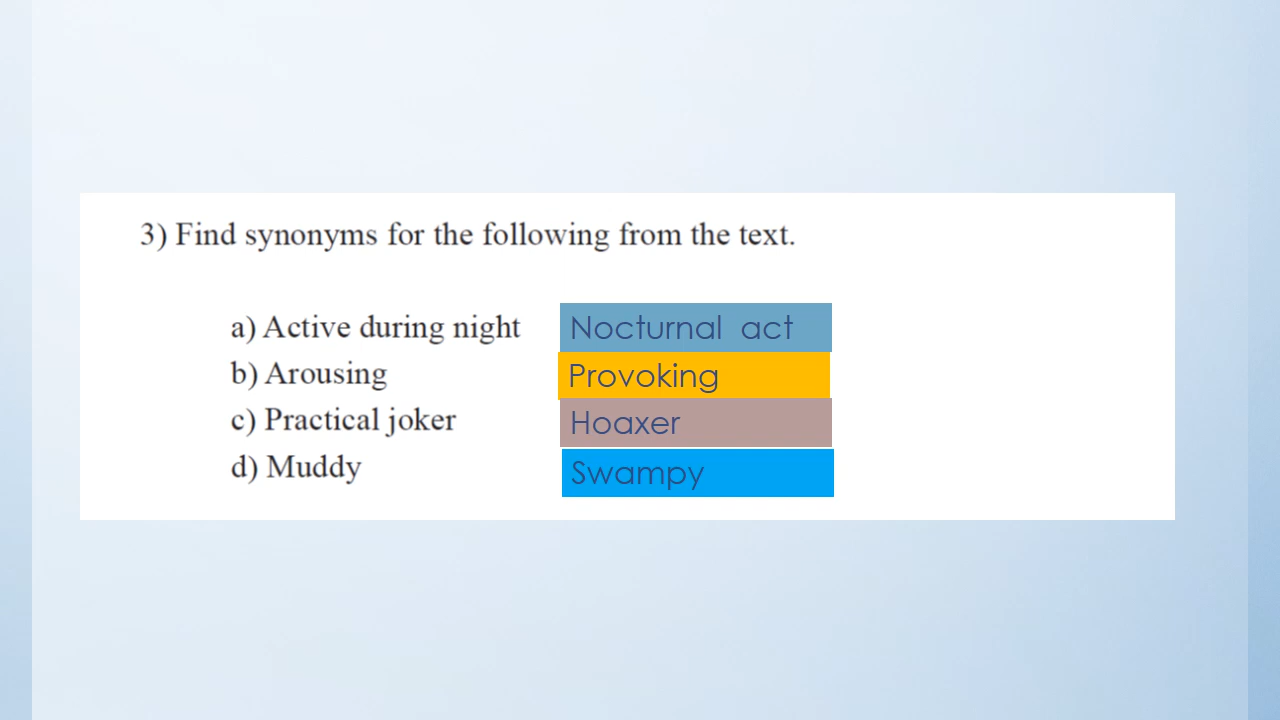 3) Find synonyms for the following from the text.
a) Active during night Nocturnal act
b) Arousing Provoking
c) Practical joker Hoaxer
d) Muddy Swampy